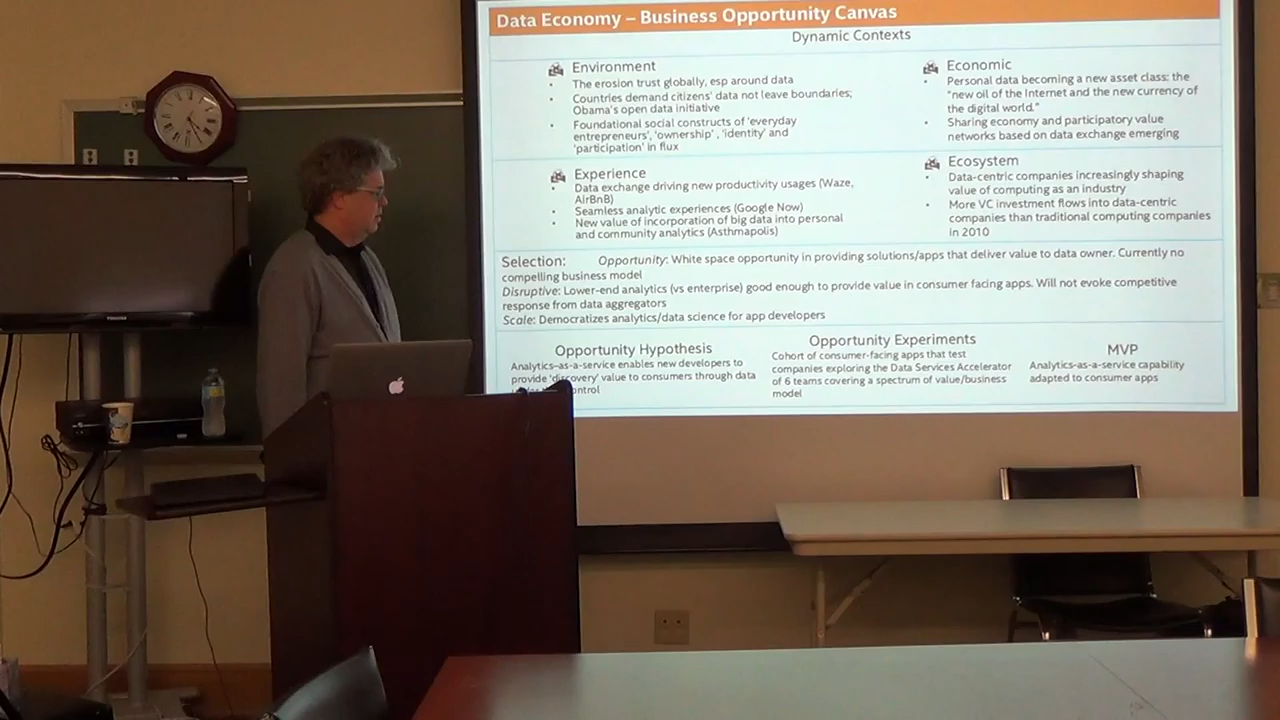 Data Economy – Business Opportunity Canvas
Dynamic Contexts
Environment
• The erosion trust globally, esp around data
• Countries demand citizens' data not leave boundaries;
Obama's open data initiative
• Foundational social constructs of 'everyday
entrepreneurs', 'ownership' , 'identity' and
'participation' in flux
Economic
• Personal data becoming a new asset class: the
"new oil of the Internet and the new currency of
the digital world."
• Sharing economy and participatory value
networks based on data exchange emerging
Experience
• Data exchange driving new productivity usages (Waze,
AirBnB)
• Seamless analytic experiences (Google Now)
• New value of incorporation of big data into personal
and community analytics (Asthmapolis)
Ecosystem
• Data-centric companies increasingly shaping
value of computing as an industry
• More VC investment flows into data-centric
companies than traditional computing companies
in 2010
Selection: Opportunity: White space opportunity in providing solutions/apps that deliver value to data owner. Currently no
compelling business model
Disruptive: Lower-end analytics (vs enterprise) good enough to provide value in consumer facing apps. Will not evoke competitive
response from data aggregators
Scale: Democratizes analytics/data science for app developers
Opportunity Hypothesis
Analytics-as-a-service enables new developers to
provide 'discovery' value to consumers through data
Opportunity Experiments
Cohort of consumer-facing apps that test
companies exploring the Data Services Accelerator
of 6 teams covering a spectrum of value/business
model
MVP
Analytics-as-a-service capability
adapted to consumer apps
TOSHIBA